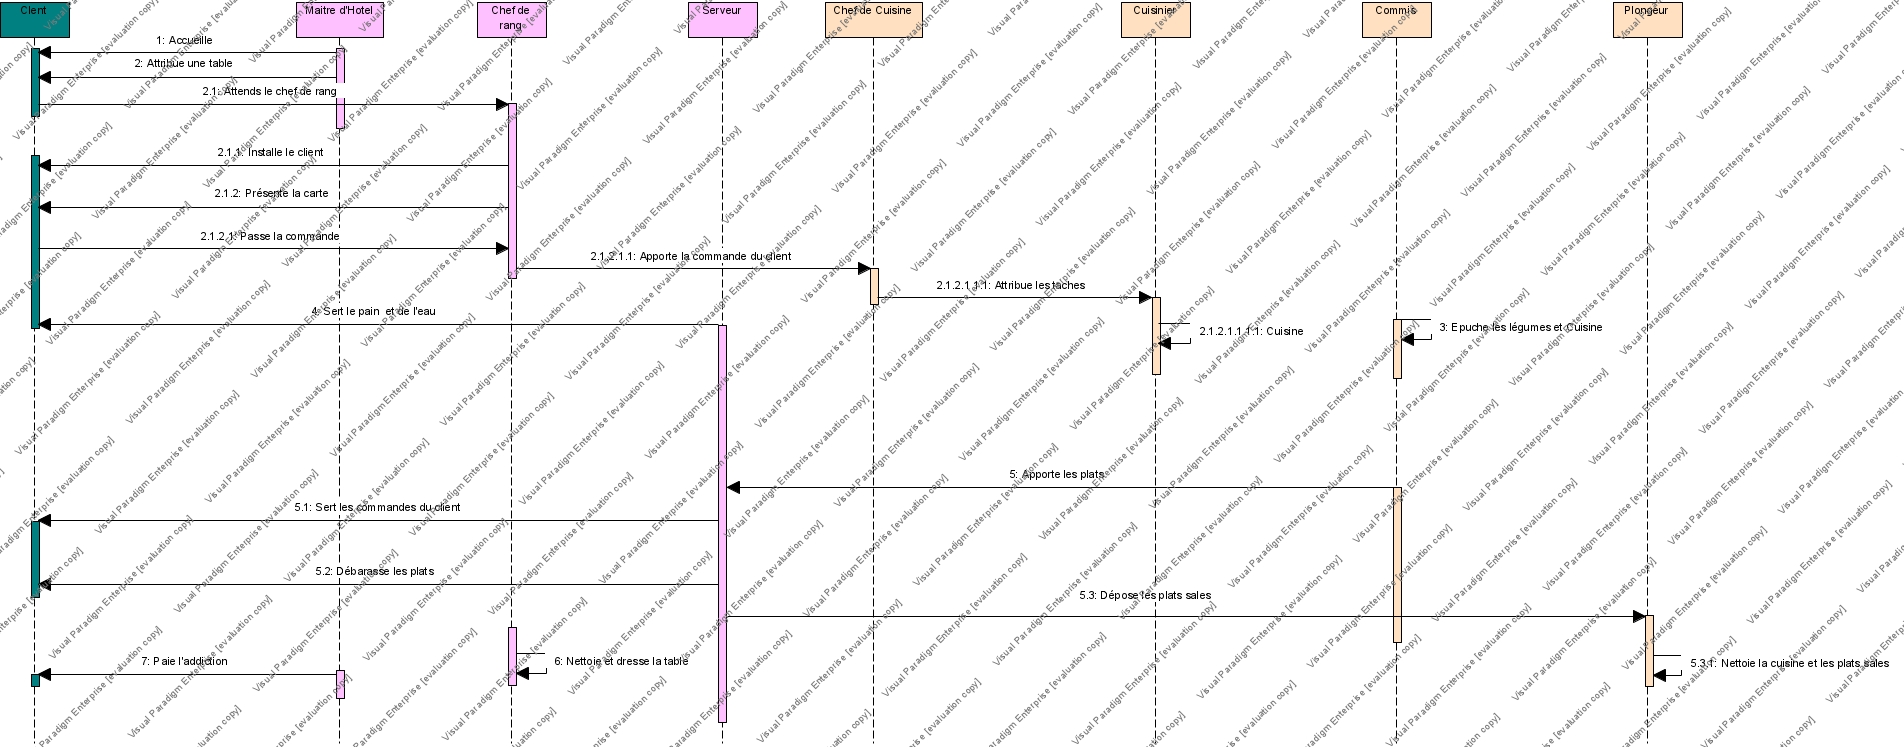 Client
Maitre d'Hotel
Chef de
rang
Serveur
Chef de Cuisine
Cuisinier
Commis
Plongeur
1: Accueille
2: Attribue une table
2.1: Attends le chef de rang
2.1.1: Installe le client
2.1.2: Présente la carte
2.1.2.1: Passe la commande
2.1.2.1.1: Apporte la commande du client
2.1.2.1.1.1: Attribue les taches
4: Sert le pain et de l'eau
2.1.2.1.1.1.1: Cuisine
3: Epuche les légumes et Cuisine
5: Apporte les plats
5.1: Sert les commandes du client
5.2: Débarasse les plats
5.3: Dépose les plats sales
7: Paie l'addiction
6: Nettoie et dresse la table
5.3.1: Nettoie la cuisine et les plats sales
Visual Paradigm Enterprise [evaluation copy]